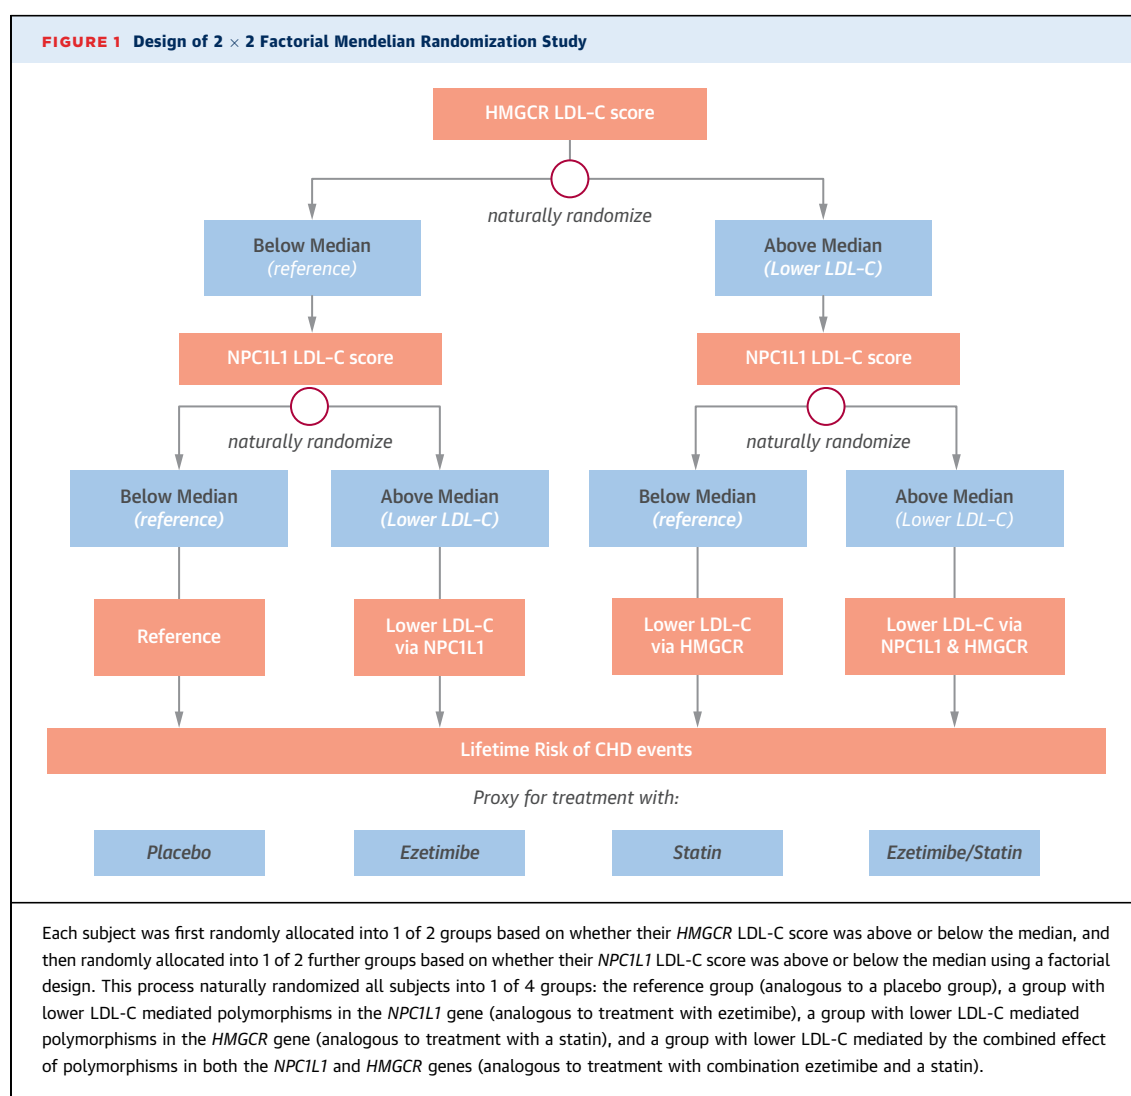 FIGURE 1 Design of 2 × 2 Factorial Mendelian Randomization Study
HMGCR LDL-C score
naturally randomize
Below Median
(reference)
Above Median
(Lower LDL-C)
NPC1L1 LDL-C score
NPC1L1 LDL-C score
naturally randomize
naturally randomize
Below Median
(reference)
Above Median
(Lower LDL-C)
Below Median
(reference)
Above Median
(Lower LDL-C)
Reference
Lower LDL-C
via NPC1L1
Lower LDL-C
via HMGCR
Lower LDL-C via
NPC1L1 & HMGCR
Lifetime Risk of CHD events
Proxy for treatment with:
Placebo
Ezetimibe
Statin
Ezetimibe/Statin
Each subject was first randomly allocated into 1 of 2 groups based on whether their HMGCR LDL-C score was above or below the median, and
then randomly allocated into 1 of 2 further groups based on whether their NPC1L1 LDL-C score was above or below the median using a factorial
design. This process naturally randomized all subjects into 1 of 4 groups: the reference group (analogous to a placebo group), a group with
lower LDL-C mediated polymorphisms in the NPC1L1 gene (analogous to treatment with ezetimibe), a group with lower LDL-C mediated
polymorphisms in the HMGCR gene (analogous to treatment with a statin), and a group with lower LDL-C mediated by the combined effect
of polymorphisms in both the NPC1L1 and HMGCR genes (analogous to treatment with combination ezetimibe and a statin).